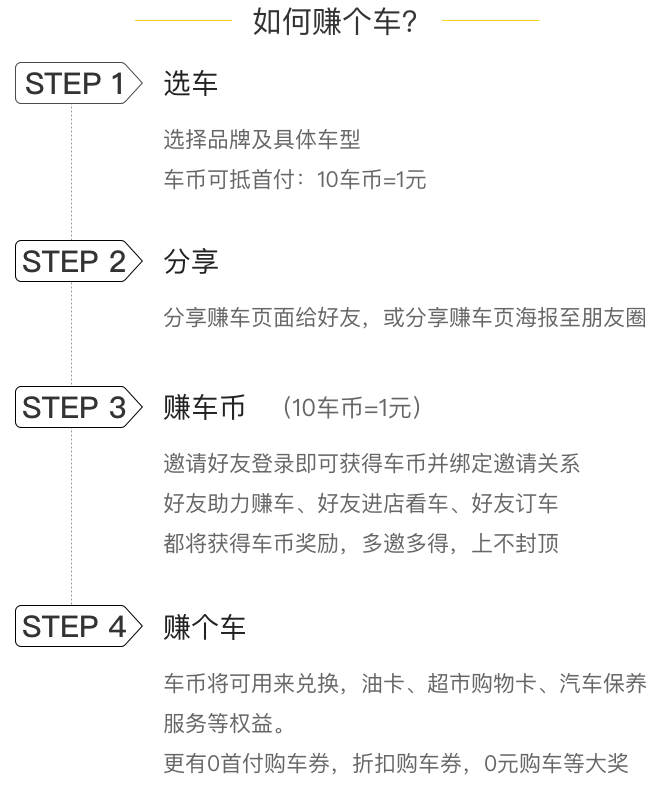 如何赚个车?
STEP 1 选车
选择品牌及具体车型
车币可抵首付：10车币=1元
STEP 2 分享
分享赚车页面给好友，或分享赚车页海报至朋友圈
STEP 3 赚车币 （10车币=1元）
邀请好友登录即可获得车币并绑定邀请关系
好友助力赚车、好友进店看车、好友订车
都将获得车币奖励，多邀多得，上不封顶
STEP 4 赚个车
车币将可用来兑换，油卡、超市购物卡、汽车保养
服务等权益。
更有0首付购车券，折扣购车券，0元购车等大奖